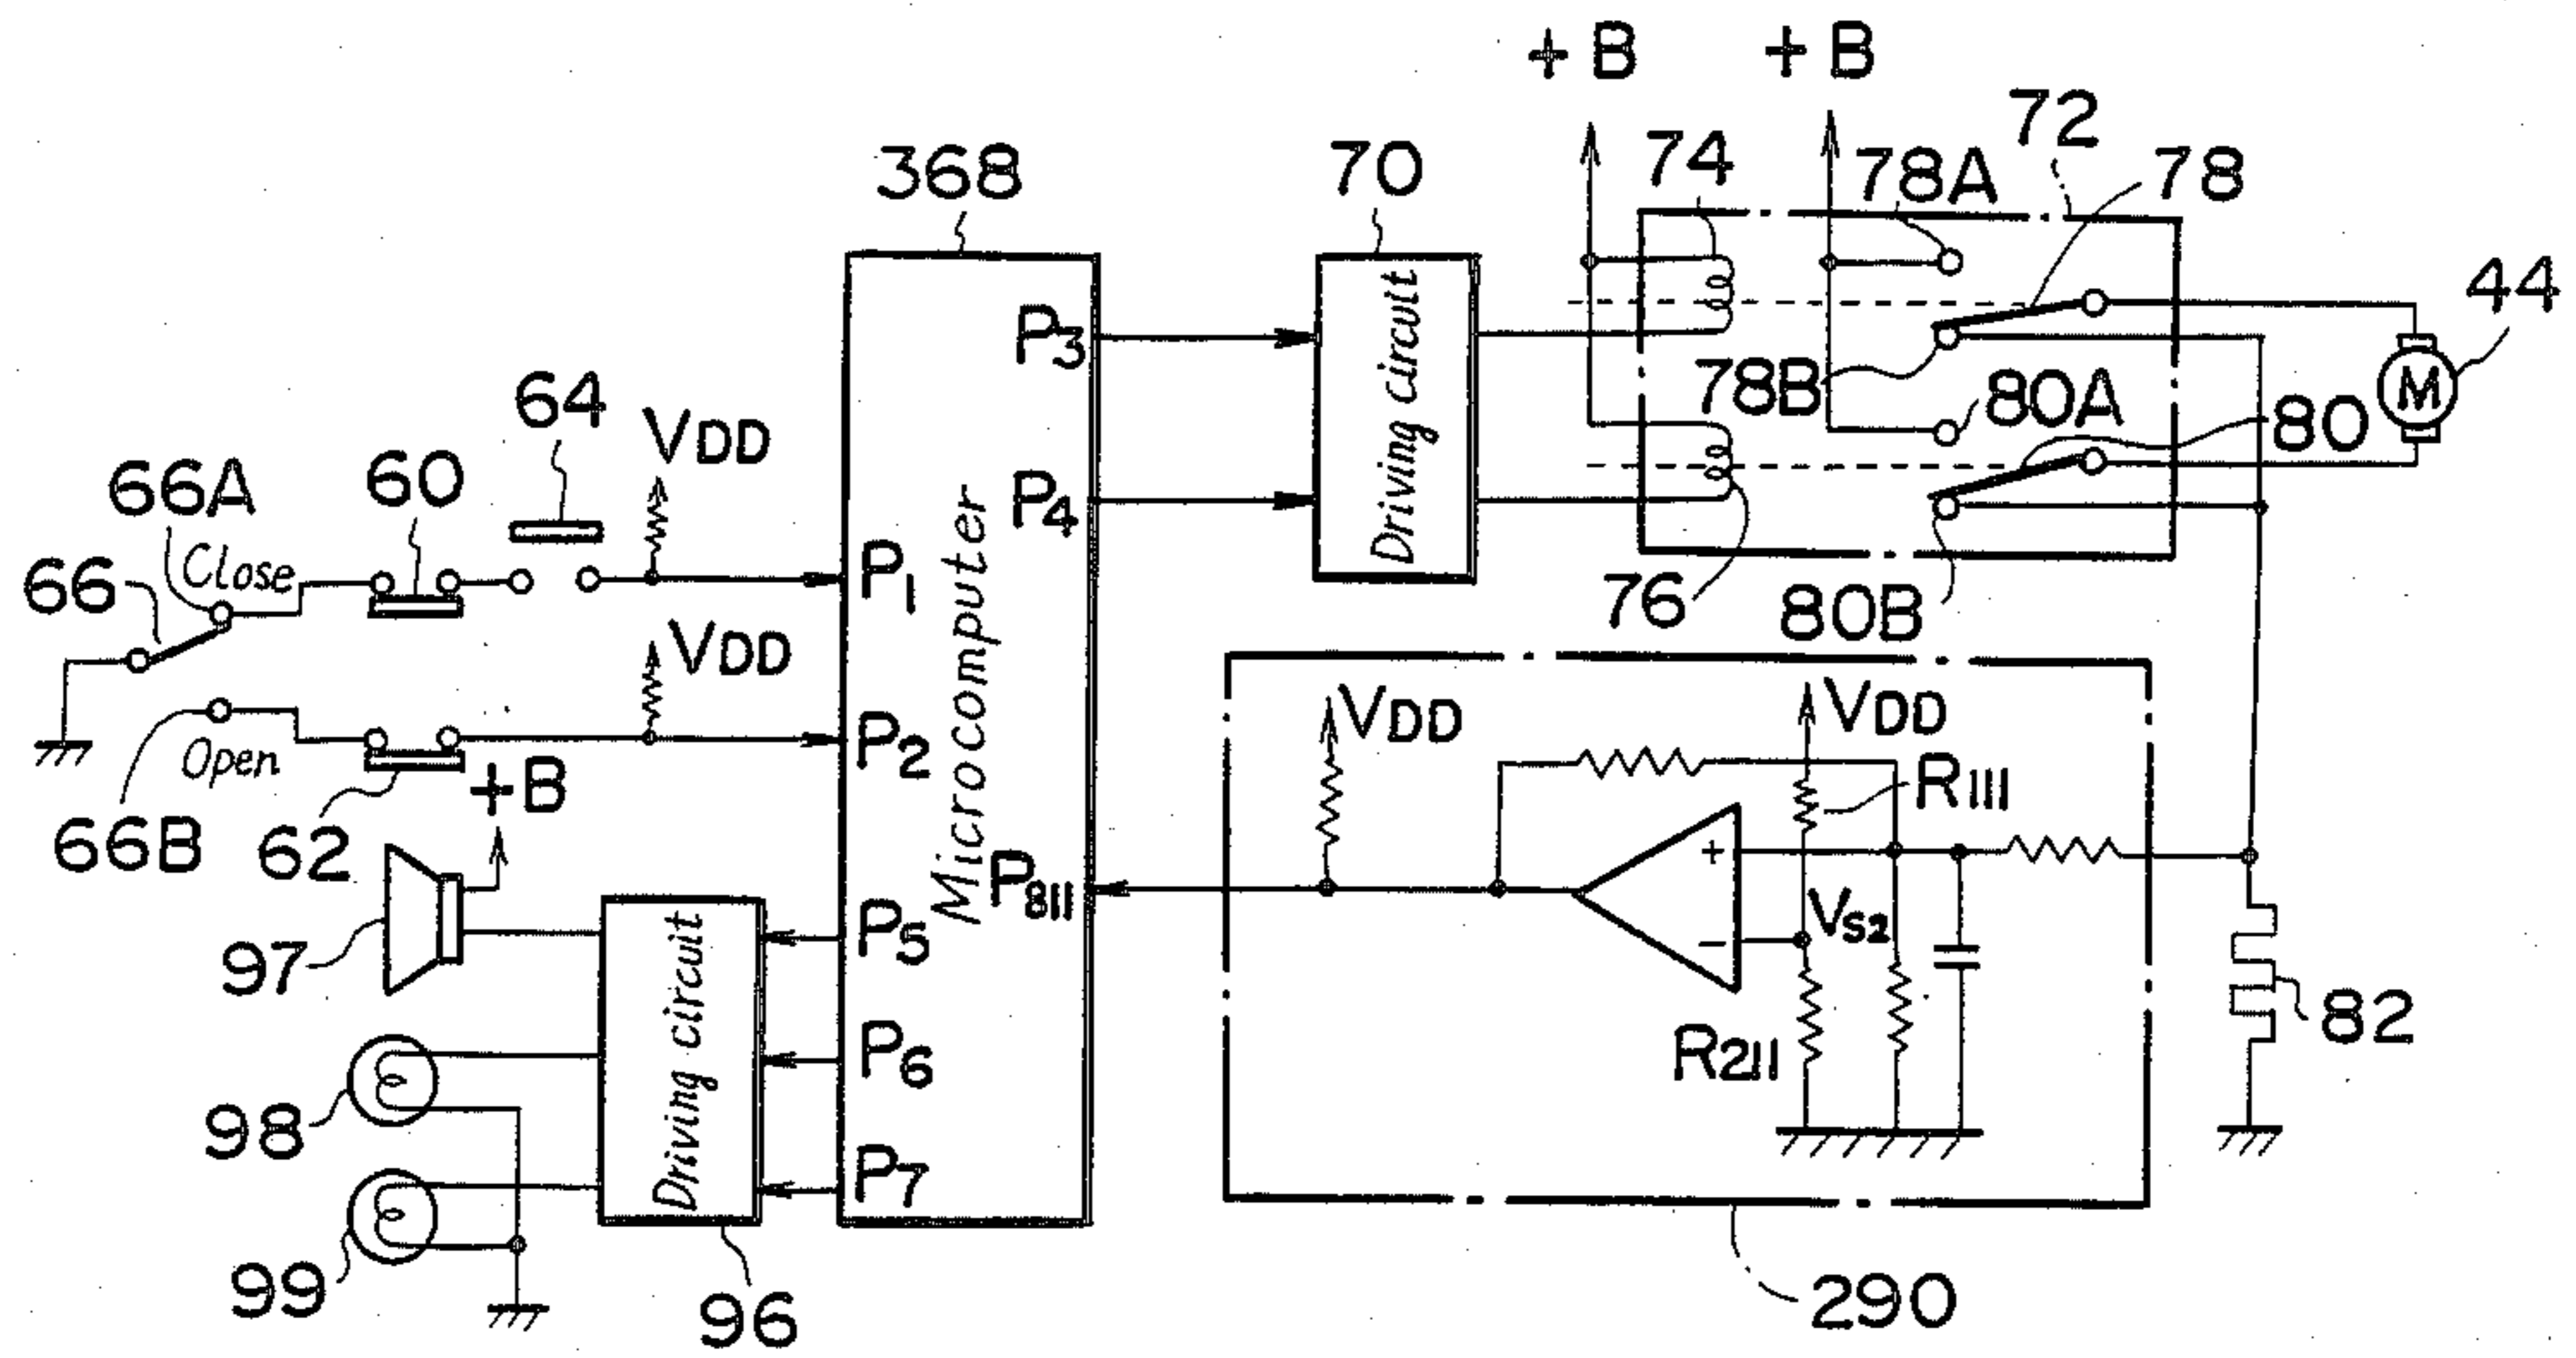 +B
+B
72
368
70
74
78A
78
44
P3
Driving circuit
78B
80A
80
64
VDD
66A
60
Close
P4
66
P1
Microcomputer
76
80B
VDD
VDD
VDD
Open
P2
+B
R111
66B
62
+
P811
VS2
97
P5
−
Driving circuit
82
R211
P6
98
P7
99
96
290